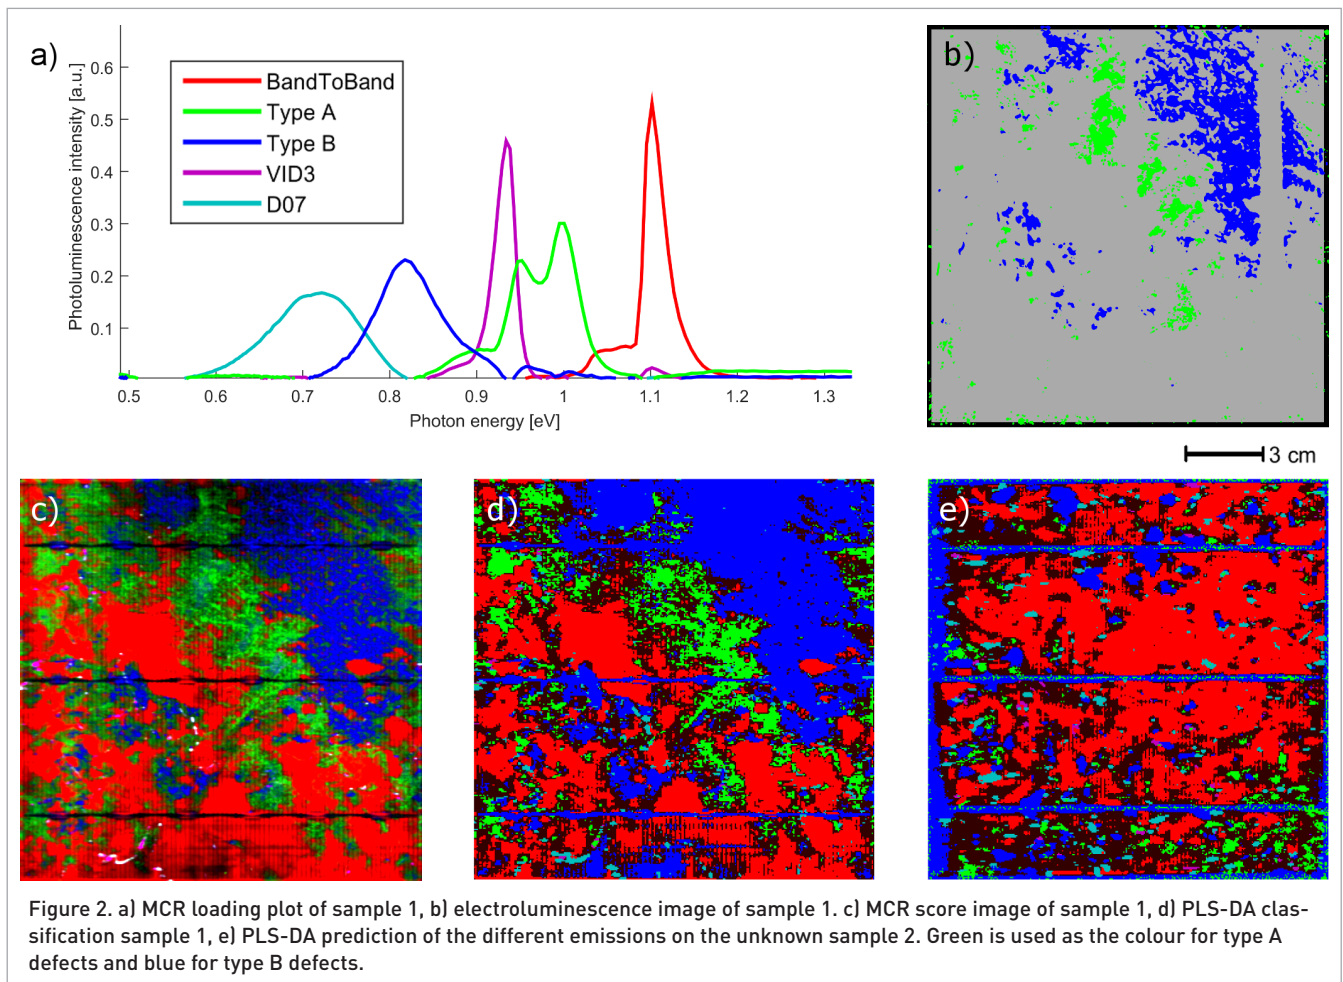 a)
BandToBand
Type A
Type B
VID3
D07
Photoluminescence intensity [a.u.]
0.6
0.5
0.4
0.3
0.2
0.1
0.5 0.6 0.7 0.8 0.9 1 1.1 1.2 1.3
Photon energy [eV]
b)
3 cm
c)
d)
e)
Figure 2. a) MCR loading plot of sample 1, b) electroluminescence image of sample 1. c) MCR score image of sample 1, d) PLS-DA clas-
sification sample 1, e) PLS-DA prediction of the different emissions on the unknown sample 2. Green is used as the colour for type A
defects and blue for type B defects.